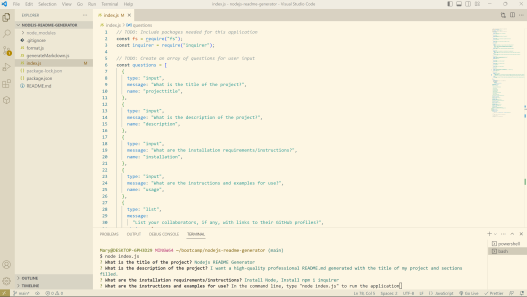 File Edit Selection View Go Run Terminal Help
index.js - nodejs-readme-generator - Visual Studio Code
EXPLORER
NODEJS-README-GENERATOR
node_modules
.gitignore
format.js
generateMarkdown.js
index.js M
package-lock.json
package.json
README.md
OUTLINE
TIMELINE
index.js M
index.js > questions
1 // TODO: Include packages needed for this application
2 const fs = require("fs");
3 const inquirer = require("inquirer");
4
5 // TODO: Create an array of questions for user input
6 const questions = [
7 {
8 type: "input",
9 message: "What is the title of the project?",
10 name: "projecttitle",
11 },
12 {
13 type: "input",
14 message: "What is the description of the project?",
15 name: "description",
16 },
17 {
18 type: "input",
19 message: "What are the installation requirements/instructions?",
20 name: "installation",
21 },
22 {
23 type: "input",
24 message: "What are the instructions and examples for use?",
25 name: "usage",
26 },
27 {
28 type: "list",
29 message:
30 "List your collaborators, if any, with links to their GitHub profiles?",
PROBLEMS OUTPUT DEBUG CONSOLE TERMINAL
powershell
bash
MINGW64 ~/bootcamp/nodejs-readme-generator (main)
$ node index.js
? What is the title of the project? Nodejs README Generator
? What is the description of the project? I want a high-quality professional README.md generated with the title of my project and sections
filled.
? What are the installation requirements/instructions? Install Node, Install npm i inquirer
? What are the instructions and examples for use? In the command line, type "node index.js" to run the application
main*
Spaces: 2 UTF-8 LF JavaScript Go Live Prettier